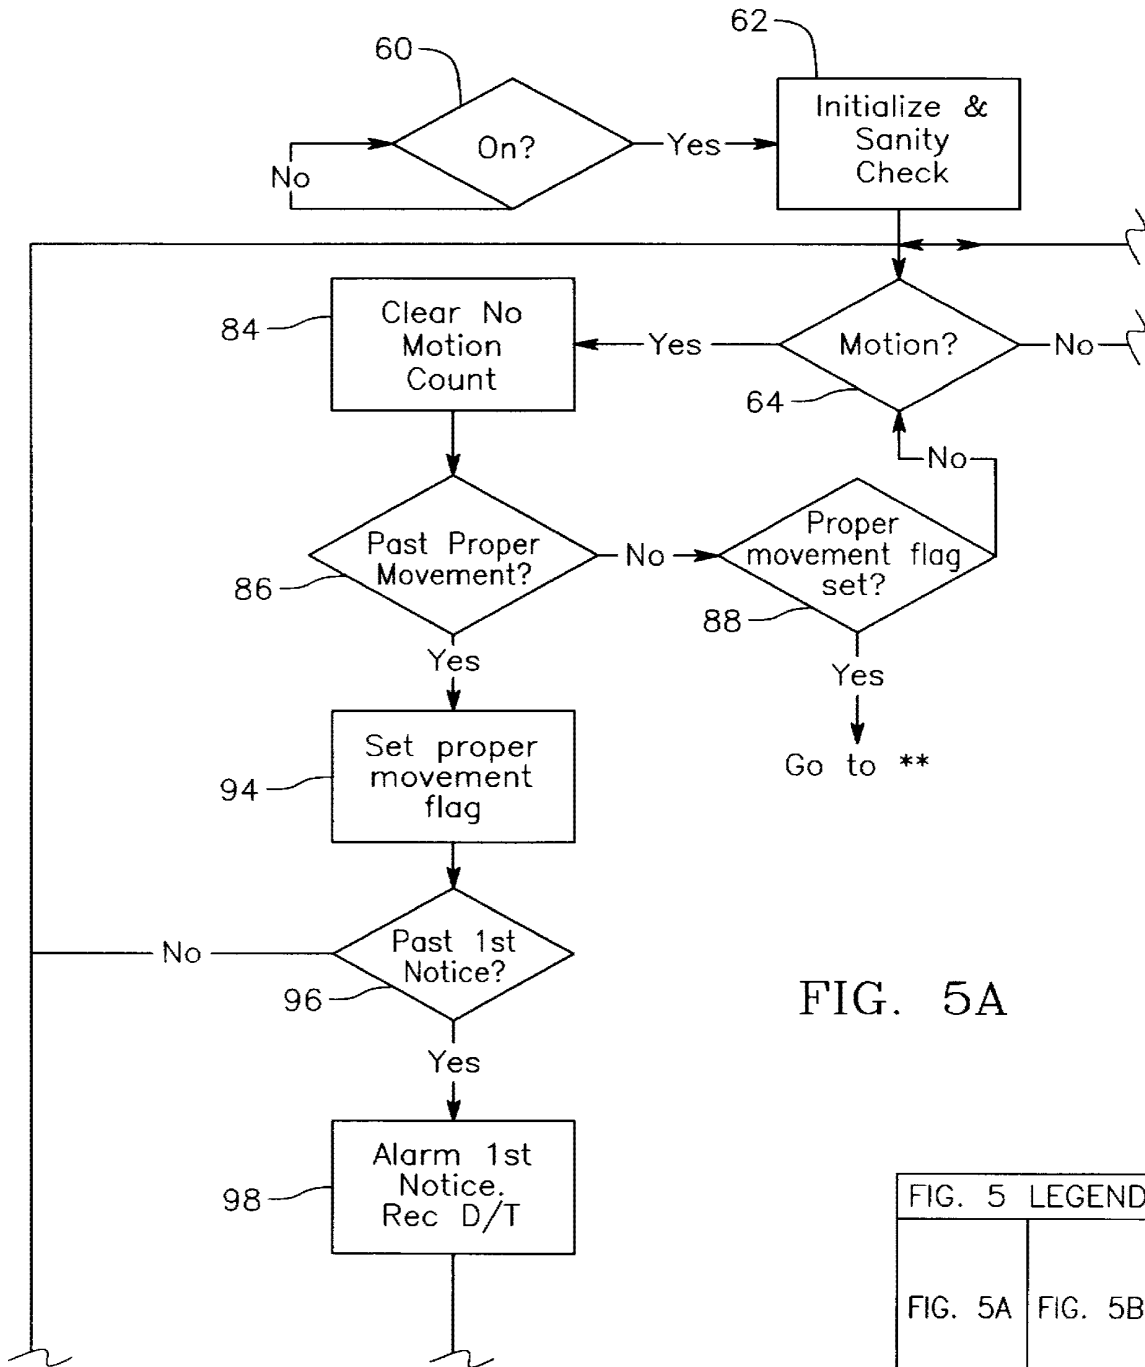 60
62
On?
Yes
No
Initialize &
Sanity
Check
84
Clear No
Motion
Count
Yes
Motion?
No
64
No
Past Proper
Movement?
86
No
Proper
movement flag
set?
88
Yes
Yes
Go to **
94
Set proper
movement
flag
No
Past 1st
Notice?
96
FIG. 5A
Yes
98
Alarm 1st
Notice.
Rec D/T
FIG. 5 LEGEND
FIG. 5A
FIG. 5B